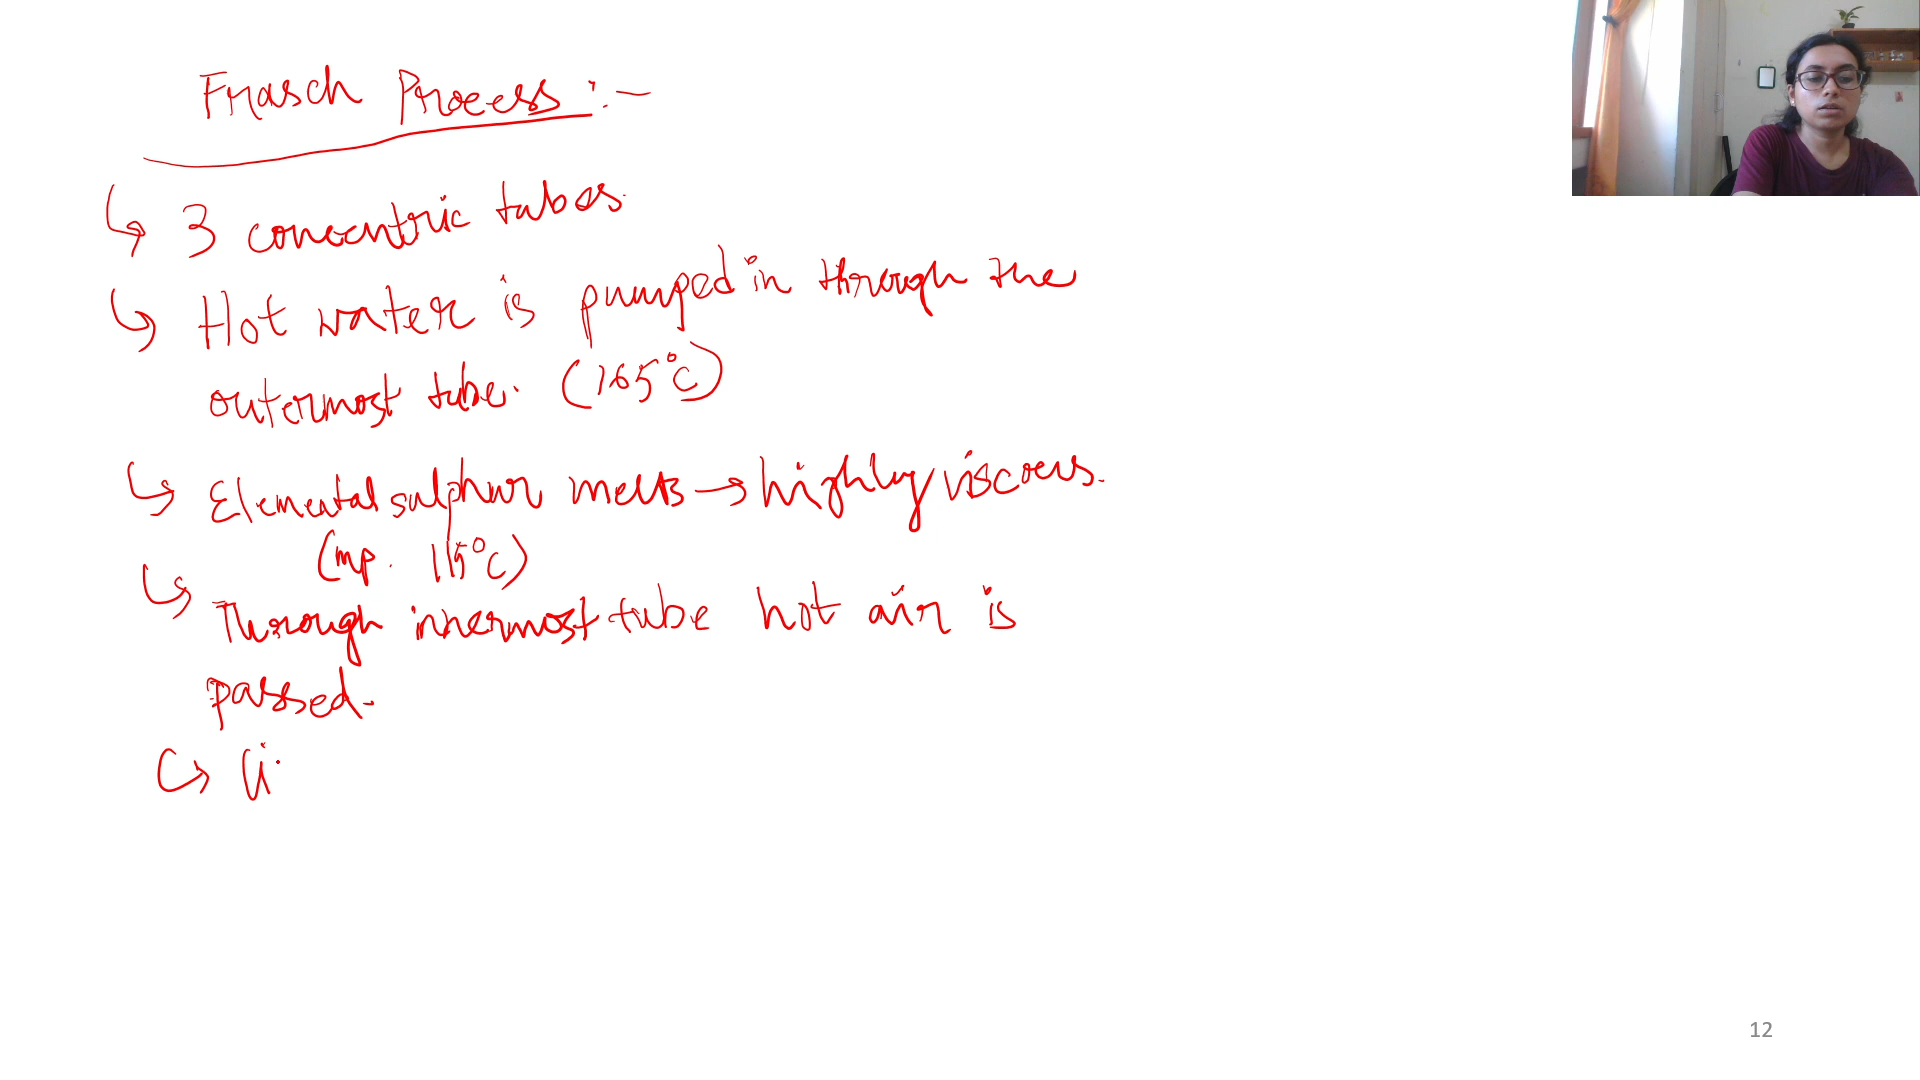 Frasch Process :-
↳ 3 concentric tubes.
↳ Hot water is pumped in through the
outermost tube. (165°C)
↳ Elemental sulphur melts → highly viscous.
(mp. 115°C)
↳ Through innermost tube hot air is
passed.
↳ Li
12